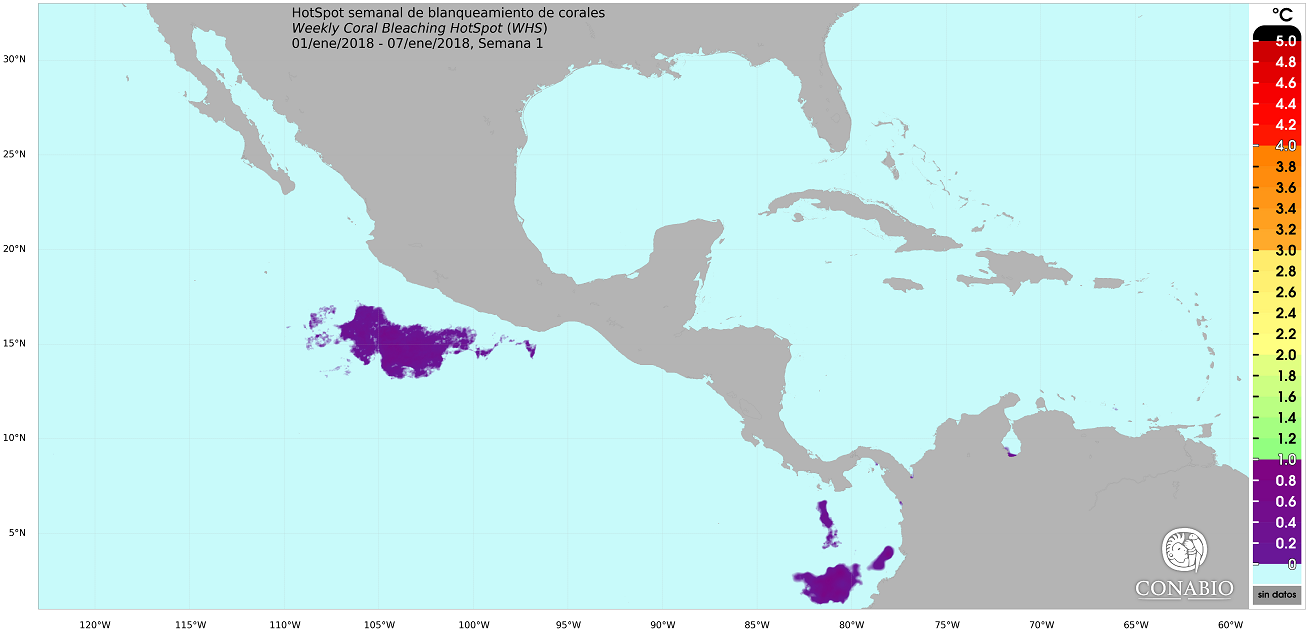 HotSpot semanal de blanqueamiento de corales
Weekly Coral Bleaching HotSpot (WHS)
01/ene/2018 - 07/ene/2018, Semana 1
°C
5.0
4.8
4.6
4.4
4.2
4.0
3.8
3.6
3.4
3.2
3.0
2.8
2.6
2.4
2.2
2.0
1.8
1.6
1.4
1.2
1.0
0.8
0.6
0.4
0.2
0
sin datos
30°N
25°N
20°N
15°N
10°N
5°N
CONABIO
120°W 115°W 110°W 105°W 100°W 95°W 90°W 85°W 80°W 75°W 70°W 65°W 60°W